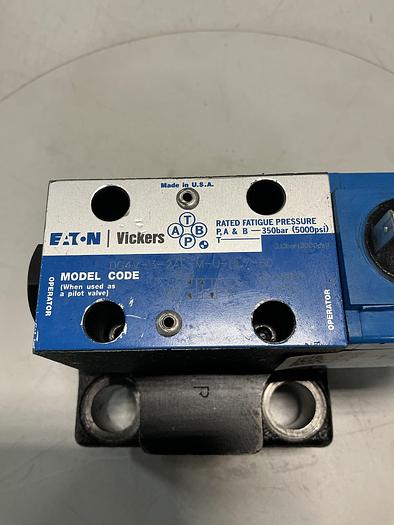 Made in U.S.A.
EATON | Vickers
T
A B
P
RATED FATIGUE PRESSURE
P, A & B — 350bar (5000psi)
T
MODEL CODE
(When used as
a pilot valve)
OPERATOR
OPERATOR
P